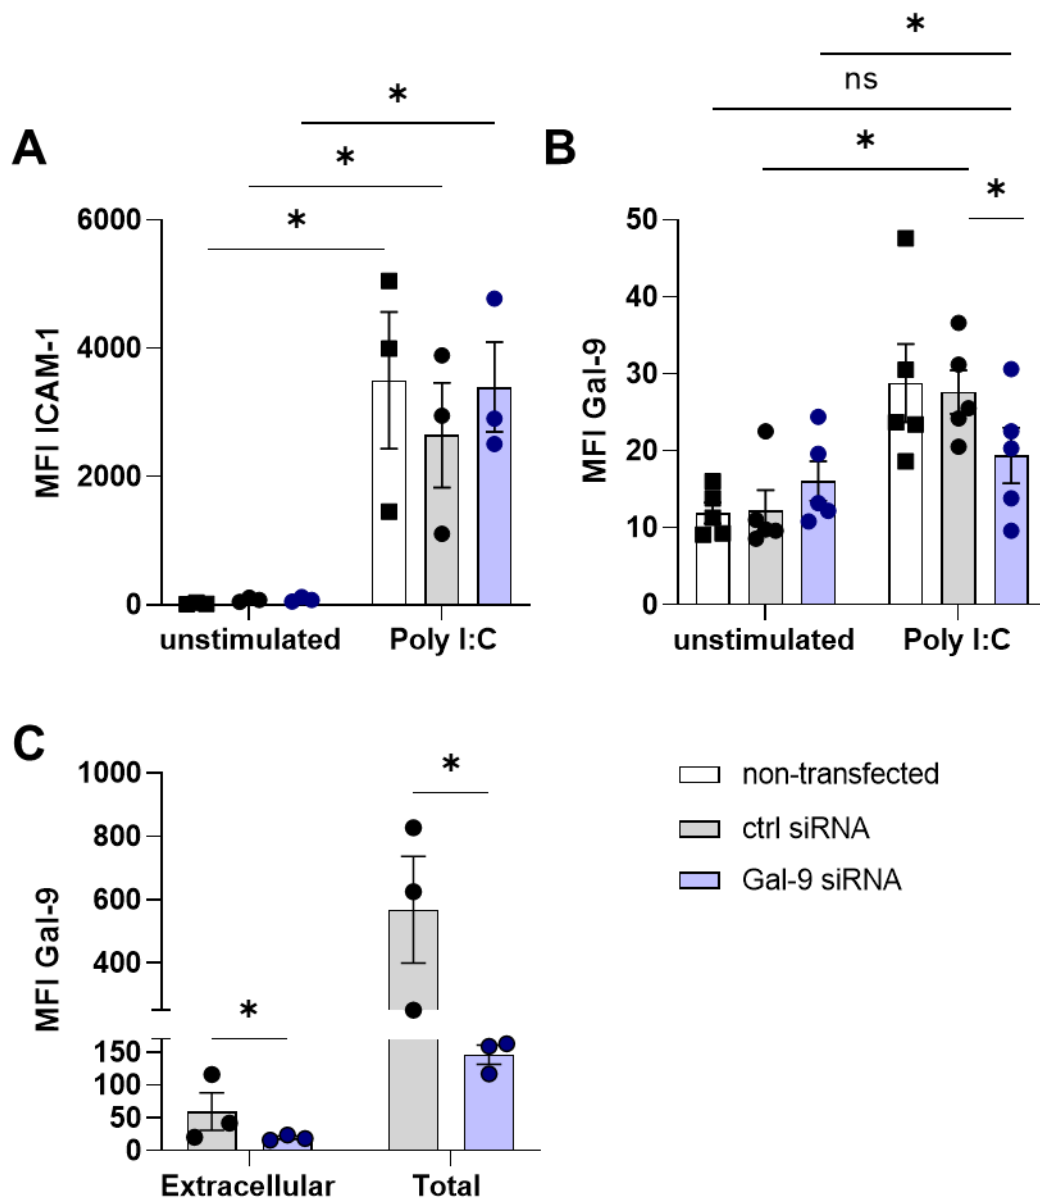 *
ns
*
*
*
*
*
A
B
MFI ICAM-1
6000
4000
2000
0
unstimulated
Poly I:C
MFI Gal-9
50
40
30
20
10
0
unstimulated
Poly I:C
C
MFI Gal-9
1000
800
600
400
150
100
50
0
*
*
Extracellular
Total
non-transfected
ctrl siRNA
Gal-9 siRNA